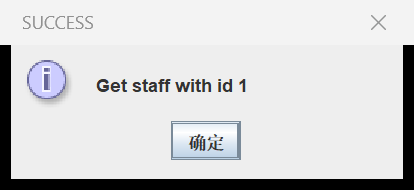 SUCCESS
Get staff with id 1
确定